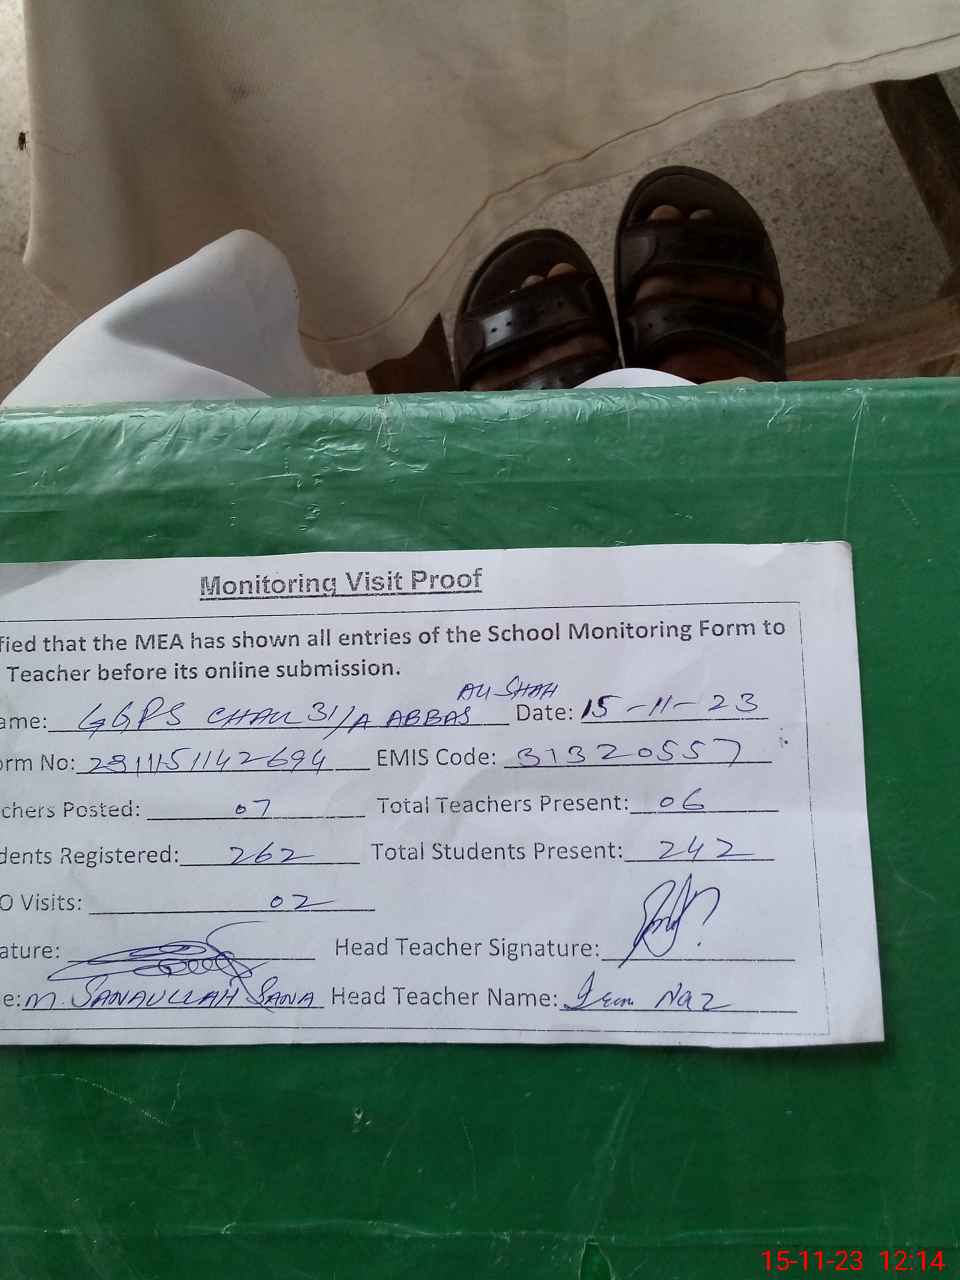 Monitoring Visit Proof
fied that the MEA has shown all entries of the School Monitoring Form to
Teacher before its online submission.
ame: GGPS CHAK 31/A ABBAS ALI SHAH Date: 15-11-23
orm No: 2311151142694 EMIS Code: 31320557
chers Posted: 07 Total Teachers Present: 06
dents Registered: 262 Total Students Present: 242
O Visits: 02
ature: Head Teacher Signature:
e: M. SANAULLAH SANA Head Teacher Name: Irum Naz
15-11-23 12:14